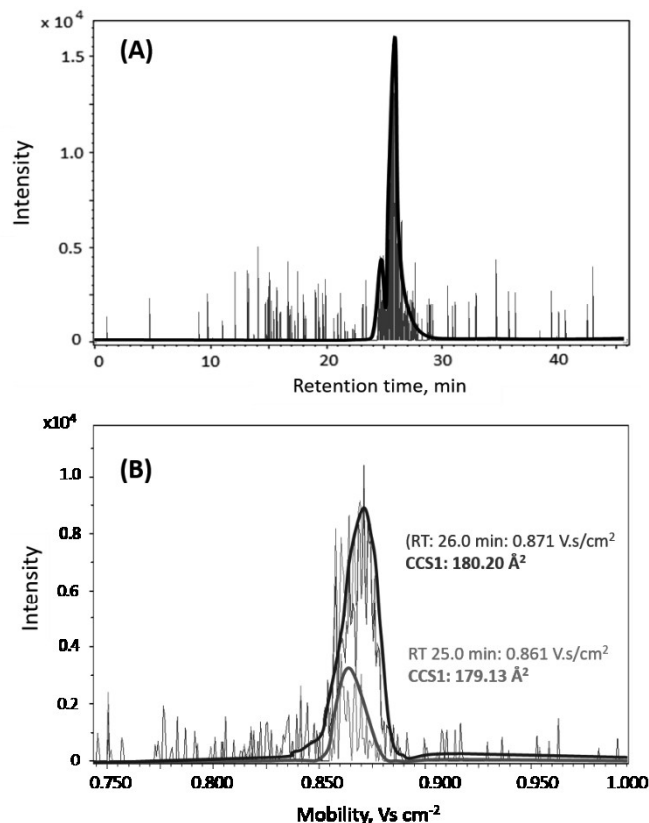 x 10⁴
(A)
1.5
1.0
0.5
0
Intensity
0 10 20 30 40
Retention time, min
x10⁴
(B)
1.0
0.8
0.6
0.4
0.2
0
Intensity
(RT: 26.0 min: 0.871 V.s/cm²
CCS1: 180.20 Å²
RT 25.0 min: 0.861 V.s/cm²
CCS1: 179.13 Å²
0.750 0.800 0.850 0.900 0.950 1.000
Mobility, Vs cm⁻²